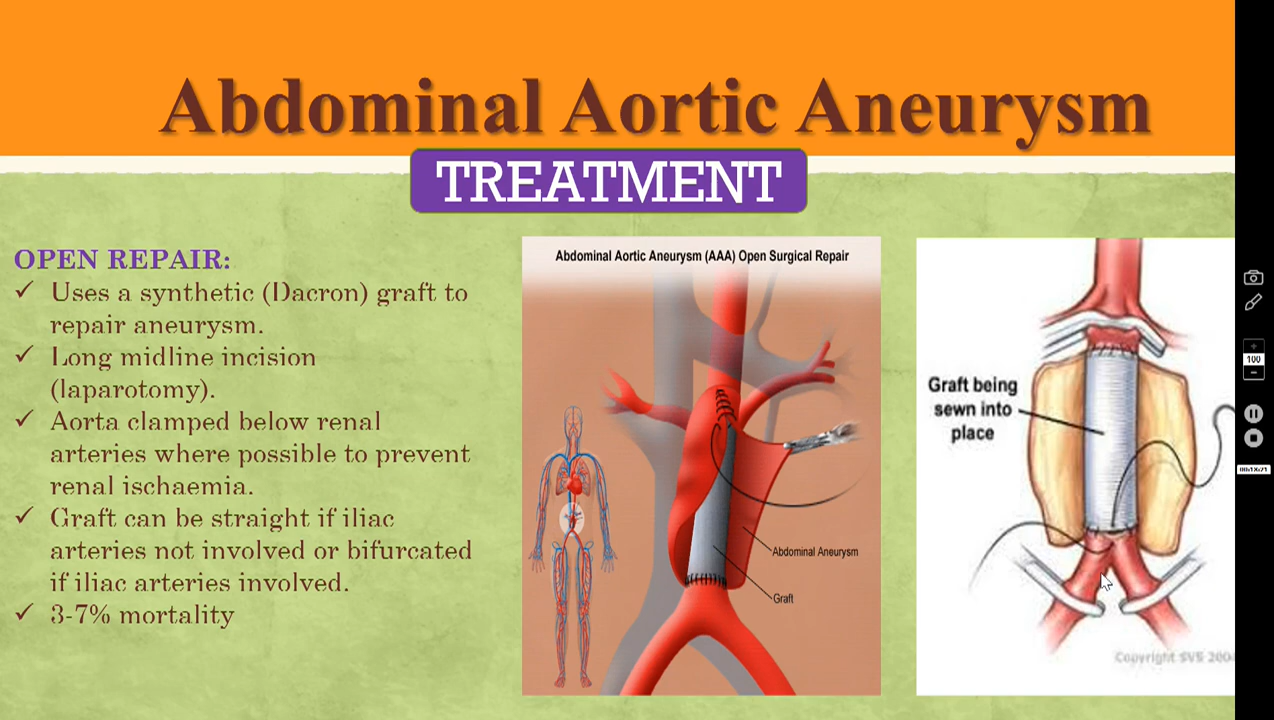 Abdominal Aortic Aneurysm
TREATMENT
OPEN REPAIR:
✓ Uses a synthetic (Dacron) graft to
repair aneurysm.
✓ Long midline incision
(laparotomy).
✓ Aorta clamped below renal
arteries where possible to prevent
renal ischaemia.
✓ Graft can be straight if iliac
arteries not involved or bifurcated
if iliac arteries involved.
✓ 3-7% mortality
Abdominal Aortic Aneurysm (AAA) Open Surgical Repair
Abdominal Aneurysm
Graft
Graft being
sewn into
place
Copyright SVS
100